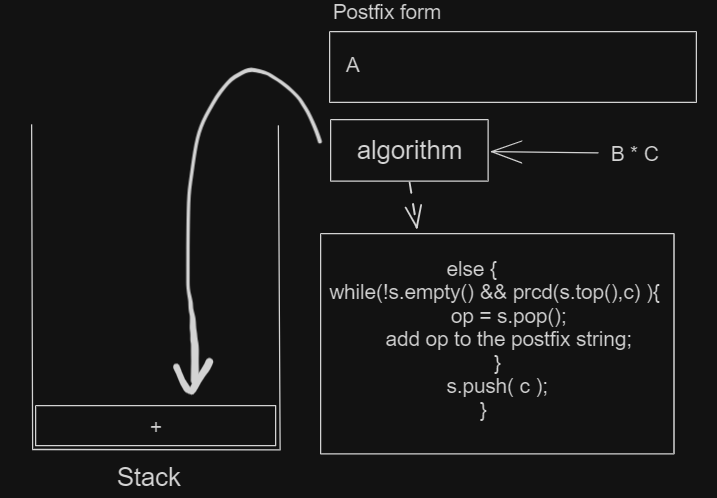 Postfix form
A
algorithm
B * C
else {
while(!s.empty() && prcd(s.top(),c) ){
op = s.pop();
add op to the postfix string;
}
s.push( c );
}
+
Stack